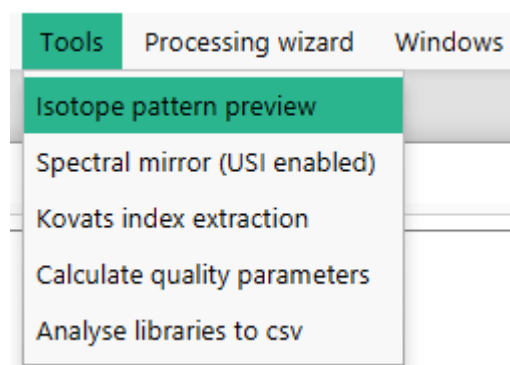 Tools Processing wizard Windows
Isotope pattern preview
Spectral mirror (USI enabled)
Kovats index extraction
Calculate quality parameters
Analyse libraries to csv